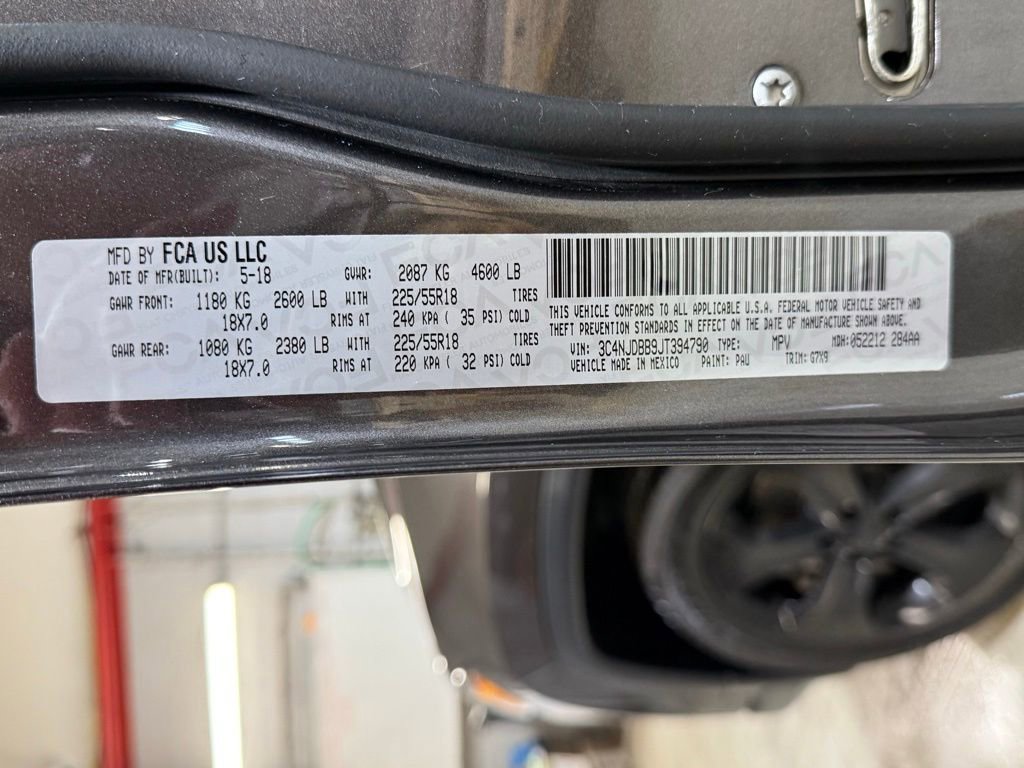 MFD BY FCA US LLC
DATE OF MFR(BUILT): 5-18 GVWR: 2087 KG 4600 LB
GAWR FRONT: 1180 KG 2600 LB WITH 225/55R18 TIRES
18X7.0 RIMS AT 240 KPA ( 35 PSI) COLD
GAWR REAR: 1080 KG 2380 LB WITH 225/55R18 TIRES
18X7.0 RIMS AT 220 KPA ( 32 PSI) COLD
THIS VEHICLE CONFORMS TO ALL APPLICABLE U.S.A. FEDERAL MOTOR VEHICLE SAFETY AND
THEFT PREVENTION STANDARDS IN EFFECT ON THE DATE OF MANUFACTURE SHOWN ABOVE.
VIN: 3C4NJDBB9JT394790 TYPE: MPV MDH:052212 284AA
VEHICLE MADE IN MEXICO PAINT: PAU TRIM: G7X9